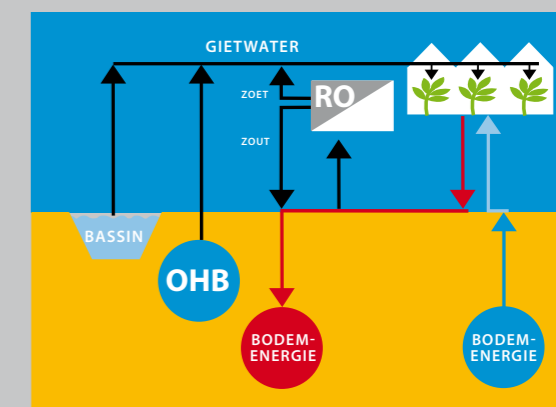 GIETWATER
ZOET
RO
ZOUT
BASSIN
OHB
BODEM-
ENERGIE
BODEM-
ENERGIE